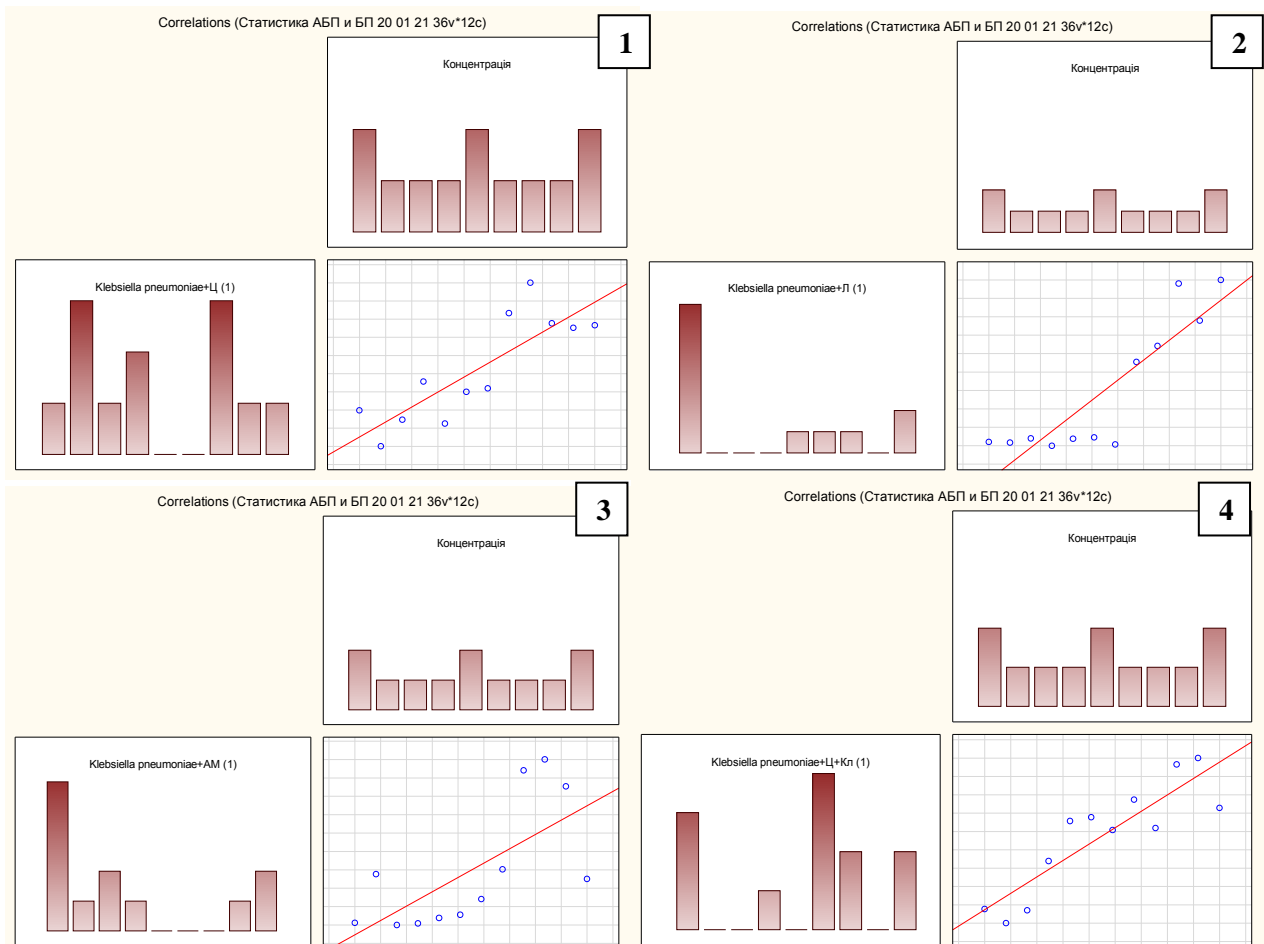 Correlations (Статистика АБП и БП 20 01 21 36v*12c)
1
Концентрація
Klebsiella pneumoniae+Ц (1)
Correlations (Статистика АБП и БП 20 01 21 36v*12c)
2
Концентрація
Klebsiella pneumoniae+Л (1)
Correlations (Статистика АБП и БП 20 01 21 36v*12c)
3
Концентрація
Klebsiella pneumoniae+АМ (1)
Correlations (Статистика АБП и БП 20 01 21 36v*12c)
4
Концентрація
Klebsiella pneumoniae+Ц+Кл (1)